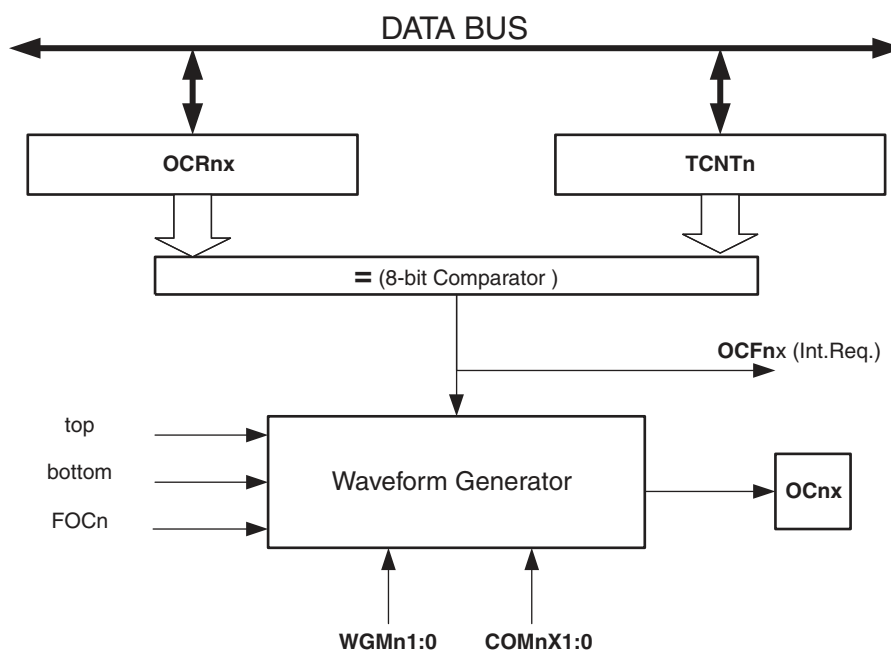 DATA BUS
OCRnx
TCNTn
= (8-bit Comparator )
OCFnx (Int.Req.)
top
bottom
FOCn
Waveform Generator
OCnx
WGMn1:0
COMnX1:0